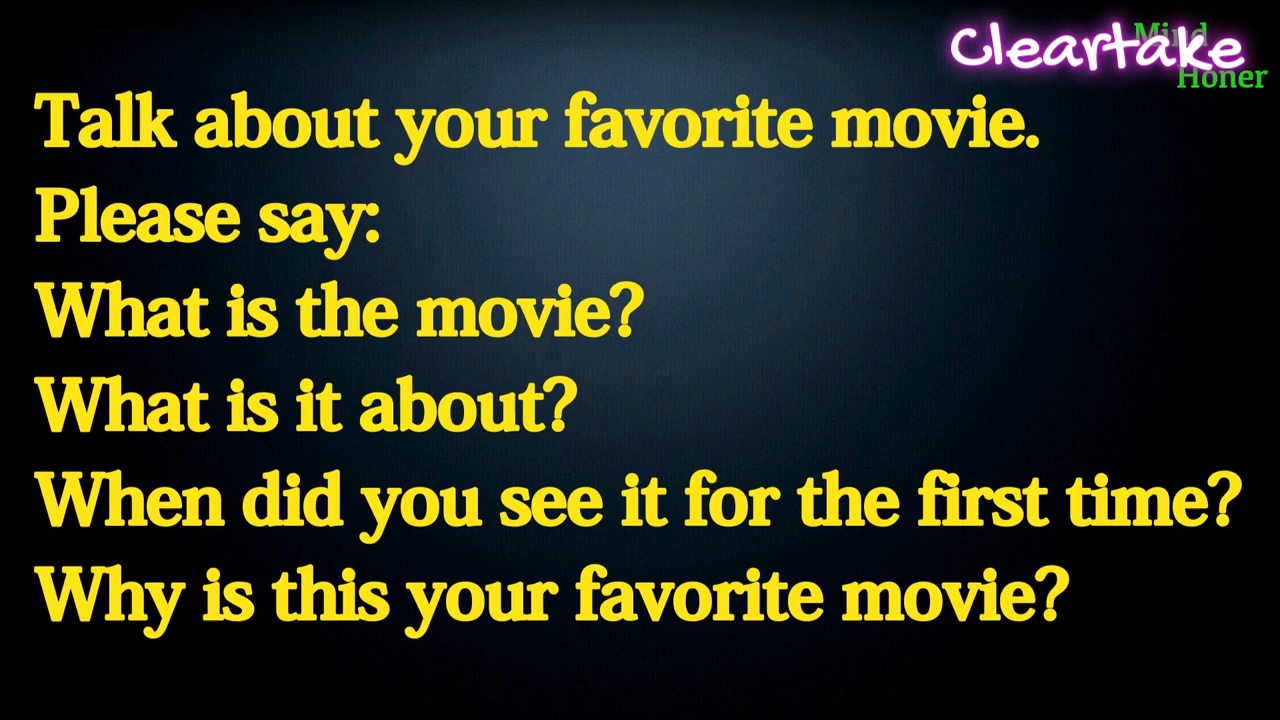 Cleartake
Mind
Honer
Talk about your favorite movie.
Please say:
What is the movie?
What is it about?
When did you see it for the first time?
Why is this your favorite movie?